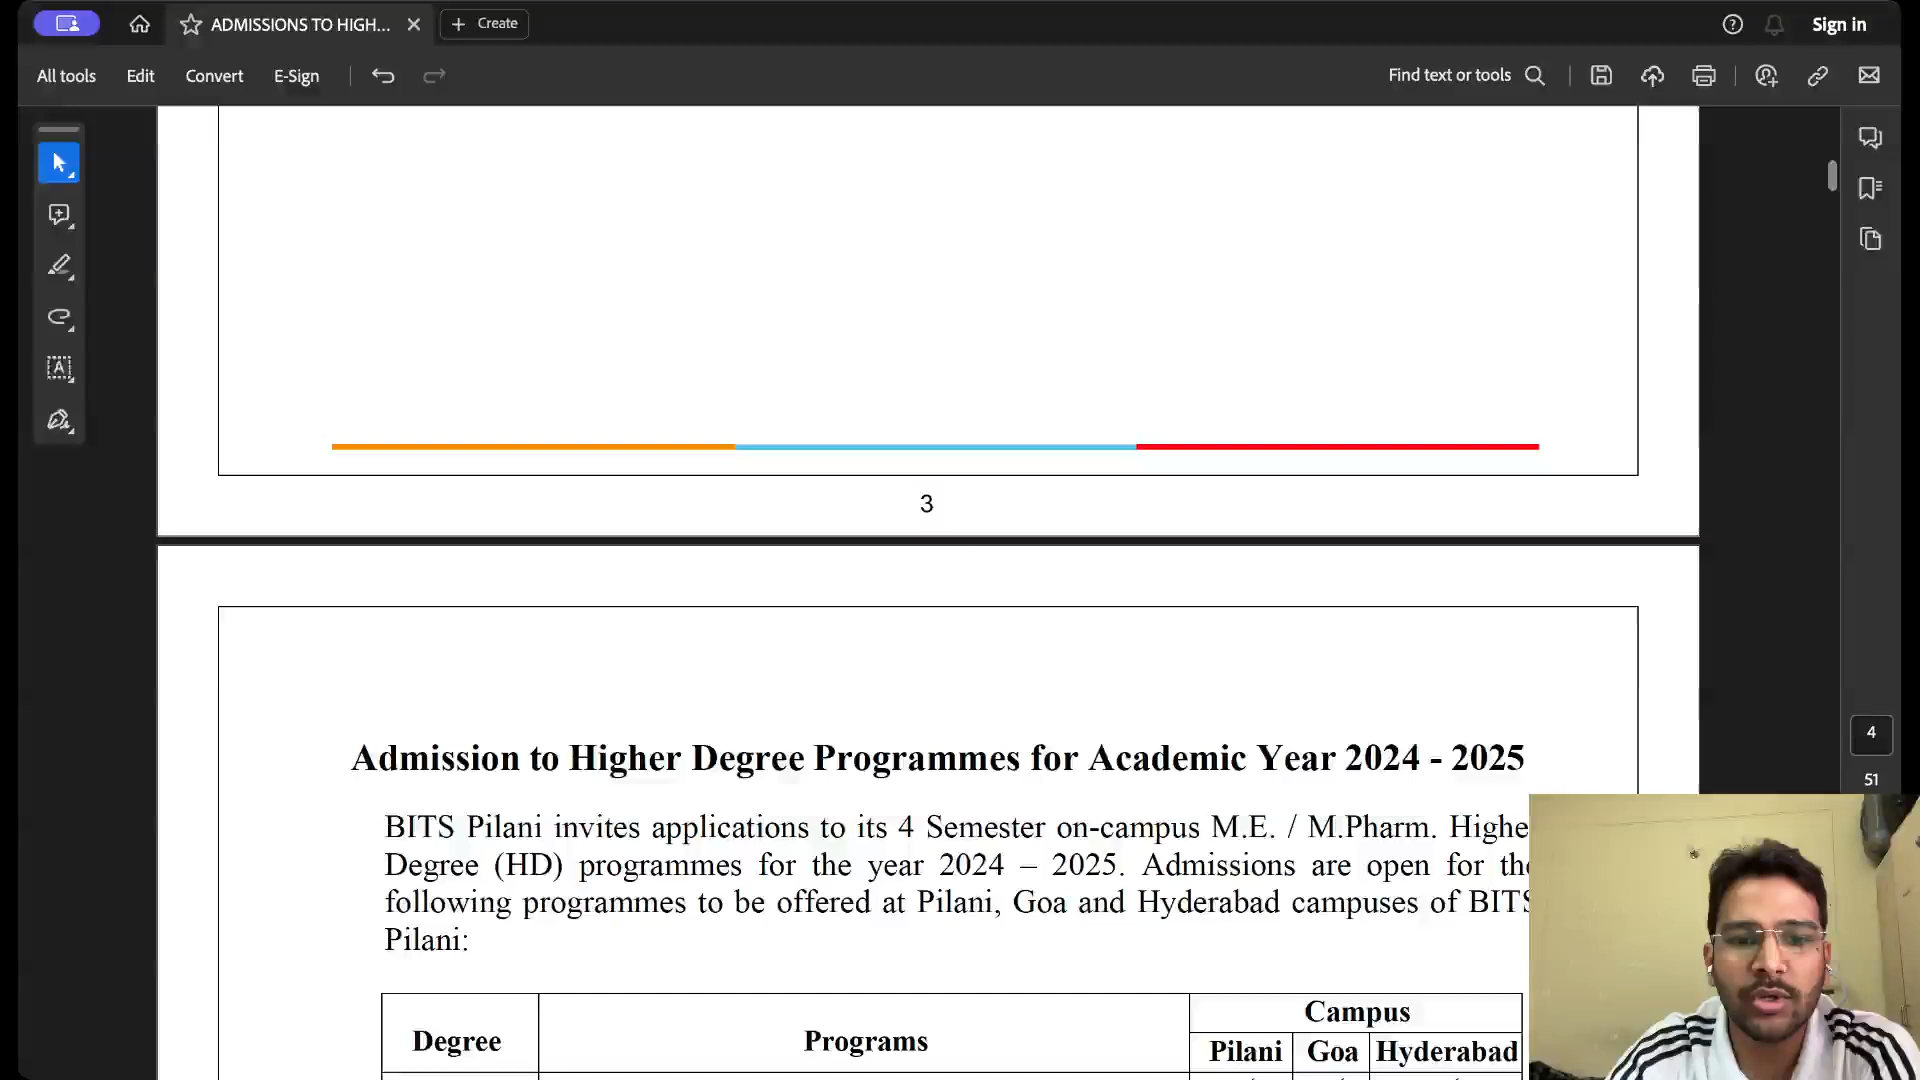 ADMISSIONS TO HIGH...
Create
Sign in
All tools
Edit
Convert
E-Sign
Find text or tools
3
Admission to Higher Degree Programmes for Academic Year 2024 - 2025
BITS Pilani invites applications to its 4 Semester on-campus M.E. / M.Pharm. Highe
Degree (HD) programmes for the year 2024 – 2025. Admissions are open for the
following programmes to be offered at Pilani, Goa and Hyderabad campuses of BITS
Pilani:
Degree
Programs
Campus
Pilani
Goa
Hyderabad
4
51